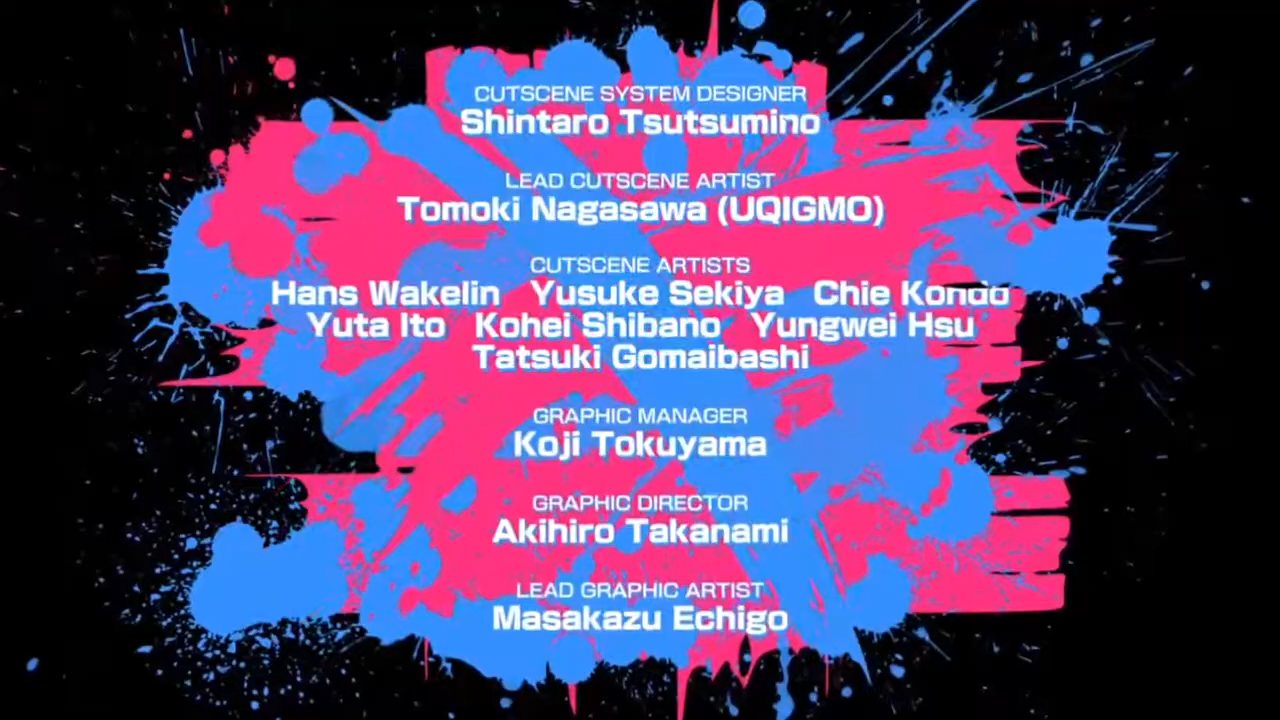 CUTSCENE SYSTEM DESIGNER
Shintaro Tsutsumino
LEAD CUTSCENE ARTIST
Tomoki Nagasawa (UQIGMO)
CUTSCENE ARTISTS
Hans Wakelin Yusuke Sekiya Chie Kondo
Yuta Ito Kohei Shibano Yungwei Hsu
Tatsuki Gomaibashi
GRAPHIC MANAGER
Koji Tokuyama
GRAPHIC DIRECTOR
Akihiro Takanami
LEAD GRAPHIC ARTIST
Masakazu Echigo